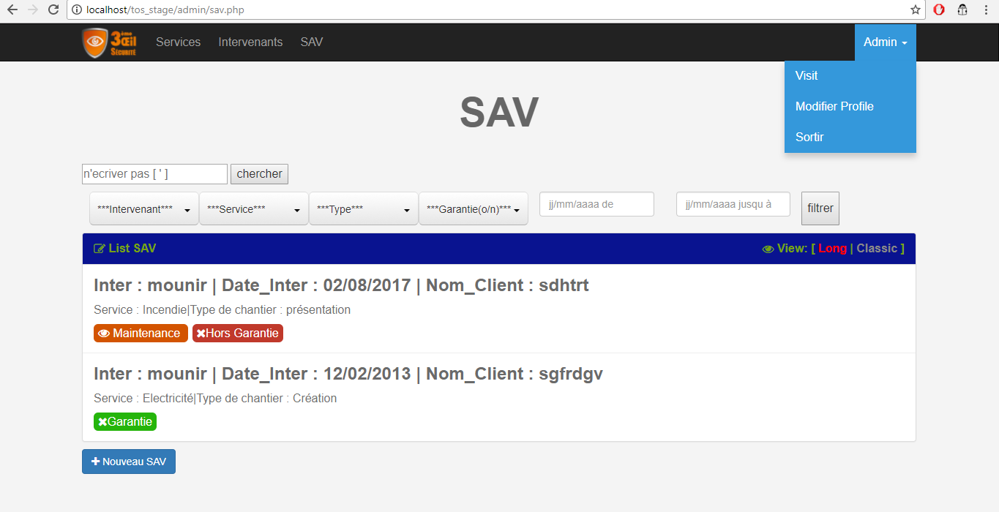 localhost/tos_stage/admin/sav.php
3ème Œil Sécurité
Services Intervenants SAV Admin
Visit
Modifier Profile
Sortir
SAV
n'ecriver pas [ ' ] chercher
***Intervenant*** ***Service*** ***Type*** ***Garantie(o/n)*** jj/mm/aaaa de jj/mm/aaaa jusqu à filtrer
List SAV View: [ Long | Classic ]
Inter : mounir | Date_Inter : 02/08/2017 | Nom_Client : sdhtrt
Service : Incendie|Type de chantier : présentation
Maintenance Hors Garantie
Inter : mounir | Date_Inter : 12/02/2013 | Nom_Client : sgfrdgv
Service : Electricité|Type de chantier : Création
Garantie
Nouveau SAV